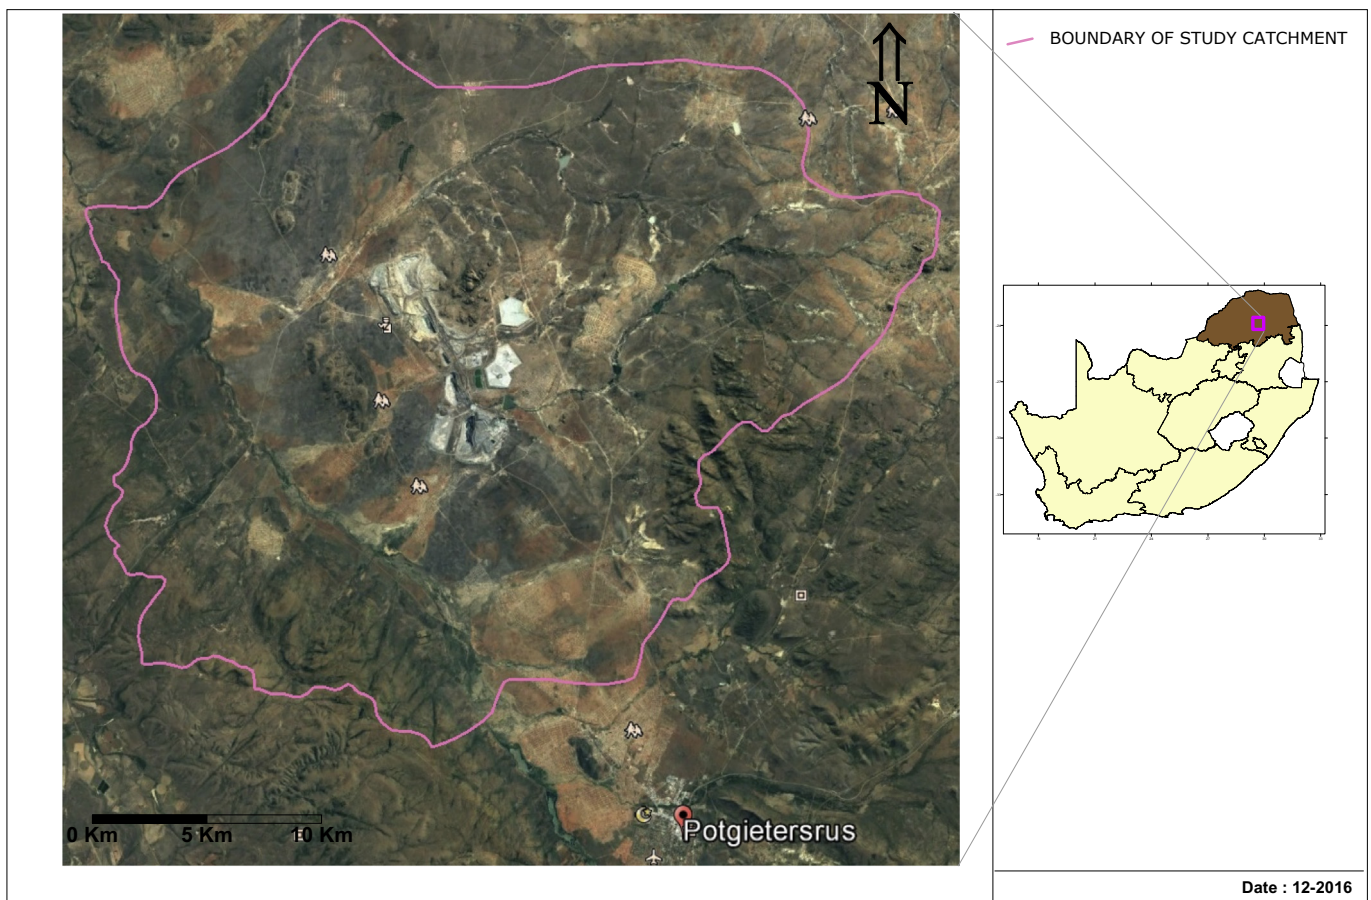 BOUNDARY OF STUDY CATCHMENT
N
Potgietersrus
0 Km 5 Km 10 Km
Date : 12-2016